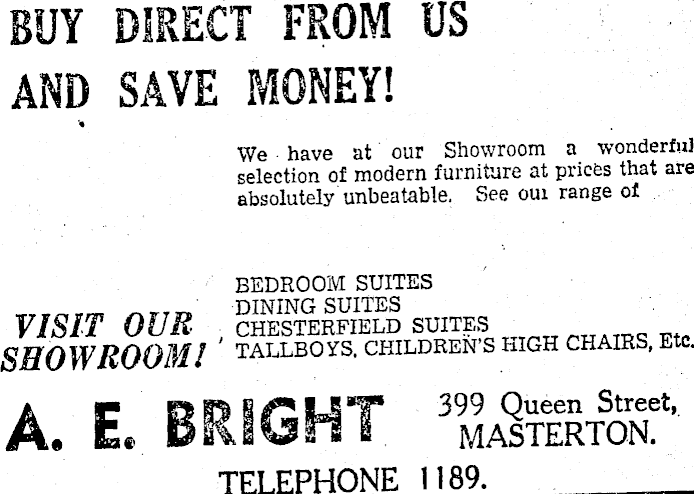 BUY DIRECT FROM US
AND SAVE MONEY!
We have at our Showroom a wonderful
selection of modern furniture at prices that are
absolutely unbeatable. See our range of
BEDROOM SUITES
DINING SUITES
CHESTERFIELD SUITES
TALLBOYS, CHILDREN'S HIGH CHAIRS, Etc.
VISIT OUR
SHOWROOM!
A. E. BRIGHT
399 Queen Street,
MASTERTON.
TELEPHONE 1189.